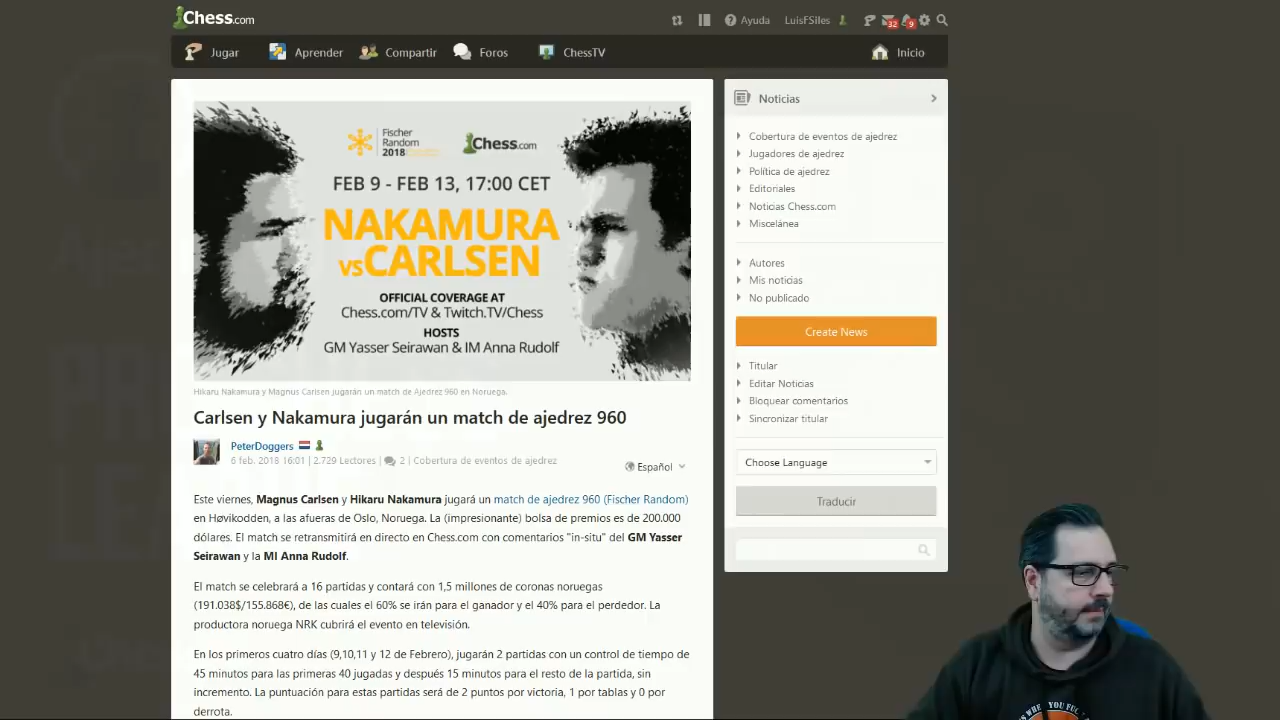 Chess.com
Ayuda
LuisFSiles
32
9
Jugar
Aprender
Compartir
Foros
ChessTV
Inicio
Fischer
Random
2018
Chess.com
FEB 9 - FEB 13, 17:00 CET
NAKAMURA
VS CARLSEN
OFFICIAL COVERAGE AT
Chess.com/TV & Twitch.TV/Chess
HOSTS
GM Yasser Seirawan & IM Anna Rudolf
Hikaru Nakamura y Magnus Carlsen jugarán un match de Ajedrez 960 en Noruega.
Carlsen y Nakamura jugarán un match de ajedrez 960
PeterDoggers
6 feb. 2018 16:01 | 2.729 Lectores | 2 | Cobertura de eventos de ajedrez
Español
Este viernes, Magnus Carlsen y Hikaru Nakamura jugará un match de ajedrez 960 (Fischer Random)
en Høvikodden, a las afueras de Oslo, Noruega. La (impresionante) bolsa de premios es de 200.000
dólares. El match se retransmitirá en directo en Chess.com con comentarios "in-situ" del GM Yasser
Seirawan y la MI Anna Rudolf.
El match se celebrará a 16 partidas y contará con 1,5 millones de coronas noruegas
(191.038$/155.868€), de las cuales el 60% se irán para el ganador y el 40% para el perdedor. La
productora noruega NRK cubrirá el evento en televisión.
En los primeros cuatro días (9,10,11 y 12 de Febrero), jugarán 2 partidas con un control de tiempo de
45 minutos para las primeras 40 jugadas y después 15 minutos para el resto de la partida, sin
incremento. La puntuación para estas partidas será de 2 puntos por victoria, 1 por tablas y 0 por
derrota.
Noticias
Cobertura de eventos de ajedrez
Jugadores de ajedrez
Política de ajedrez
Editoriales
Noticias Chess.com
Miscelánea
Autores
Mis noticias
No publicado
Create News
Titular
Editar Noticias
Bloquear comentarios
Sincronizar titular
Choose Language
Traducir